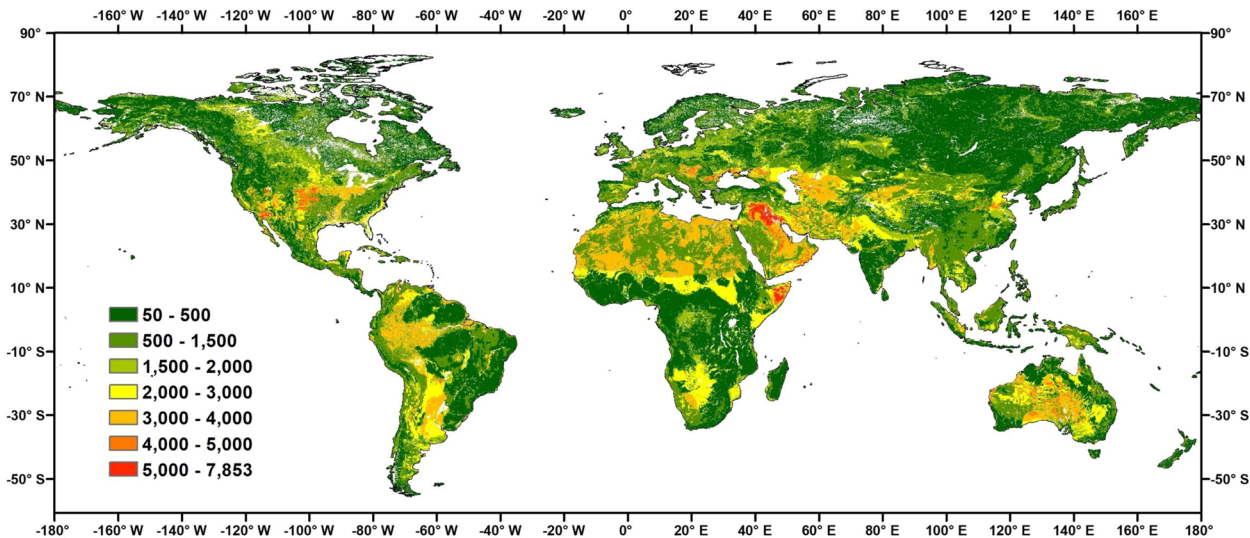 -160° W -140° W -120° W -100° W -80° W -60° W -40° W -20° W 0° 20° E 40° E 60° E 80° E 100° E 120° E 140° E 160° E
90° 90°
70° N 70° N
50° N 50° N
30° N 30° N
10° N 10° N
50 - 500
500 - 1,500
-10° S -10° S
1,500 - 2,000
2,000 - 3,000
-30° S -30° S
3,000 - 4,000
4,000 - 5,000
5,000 - 7,853
-50° S -50° S
-180° -160° W -140° W -120° W -100° W -80° W -60° W -40° W -20° W 0° 20° E 40° E 60° E 80° E 100° E 120° E 140° E 160° E 180°